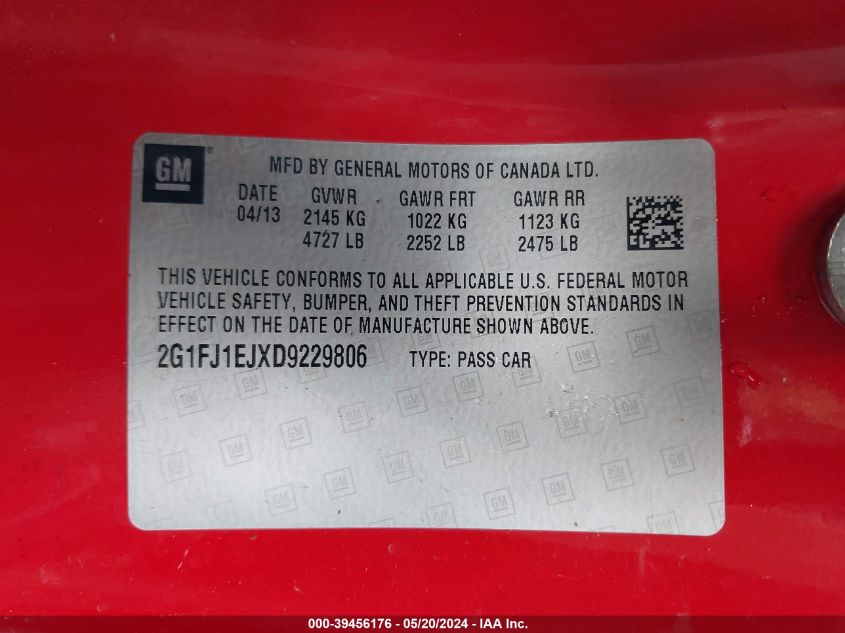 GM
MFD BY GENERAL MOTORS OF CANADA LTD.
DATE GVWR GAWR FRT GAWR RR
04/13 2145 KG 1022 KG 1123 KG
4727 LB 2252 LB 2475 LB
THIS VEHICLE CONFORMS TO ALL APPLICABLE U.S. FEDERAL MOTOR
VEHICLE SAFETY, BUMPER, AND THEFT PREVENTION STANDARDS IN
EFFECT ON THE DATE OF MANUFACTURE SHOWN ABOVE.
2G1FJ1EJXD9229806 TYPE: PASS CAR
000-39456176 - 05/20/2024 - IAA Inc.